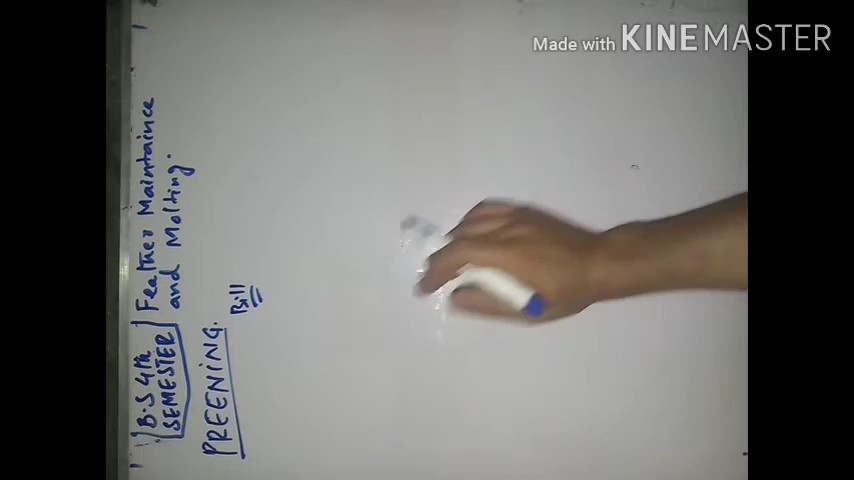 Made with KINEMASTER
B.S 4th
SEMESTER
Feather Maintaince
and Molting.
PREENING.
Bill